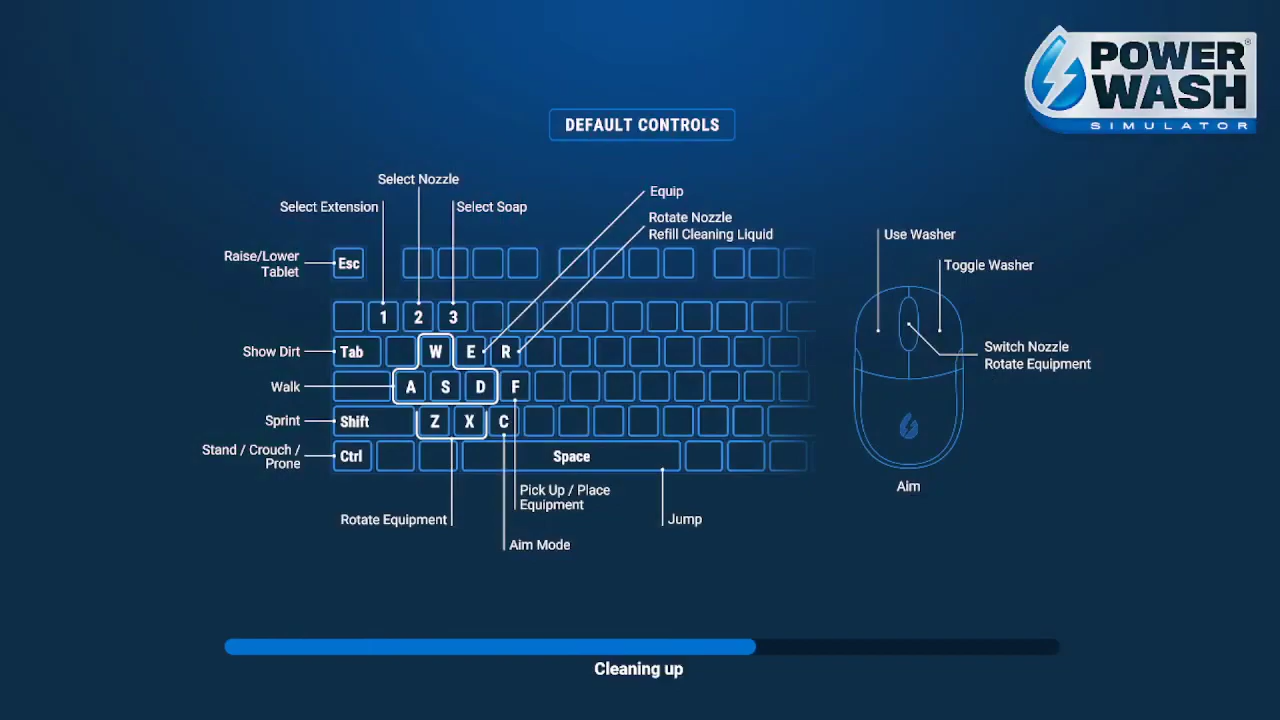 POWER®
WASH
SIMULATOR
DEFAULT CONTROLS
Select Nozzle
Select Extension
Select Soap
Equip
Rotate Nozzle
Refill Cleaning Liquid
Raise/Lower
Tablet
Esc
1 2 3
Show Dirt
Tab W E R
Walk
A S D F
Sprint
Shift Z X C
Stand / Crouch /
Prone
Ctrl Space
Pick Up / Place
Equipment
Rotate Equipment
Jump
Aim Mode
Use Washer
Toggle Washer
Switch Nozzle
Rotate Equipment
Aim
Cleaning up